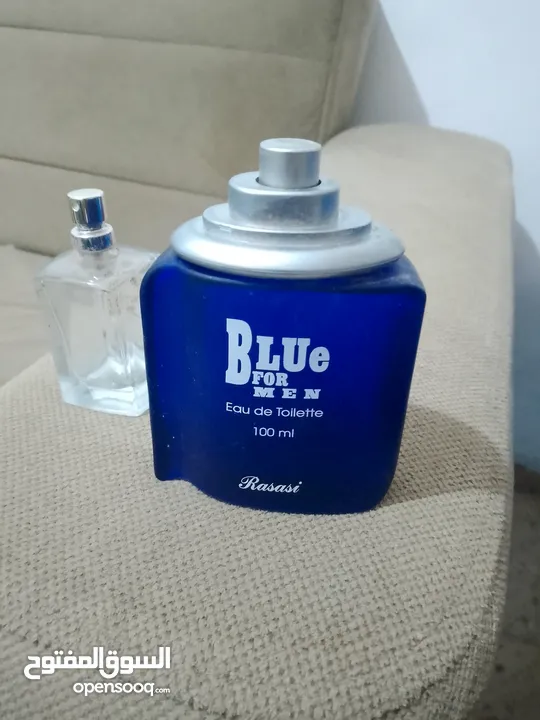 BLUe
FOR
MEN
Eau de Toilette
100 ml
Rasasi
السوق المفتوح
opensooq.com